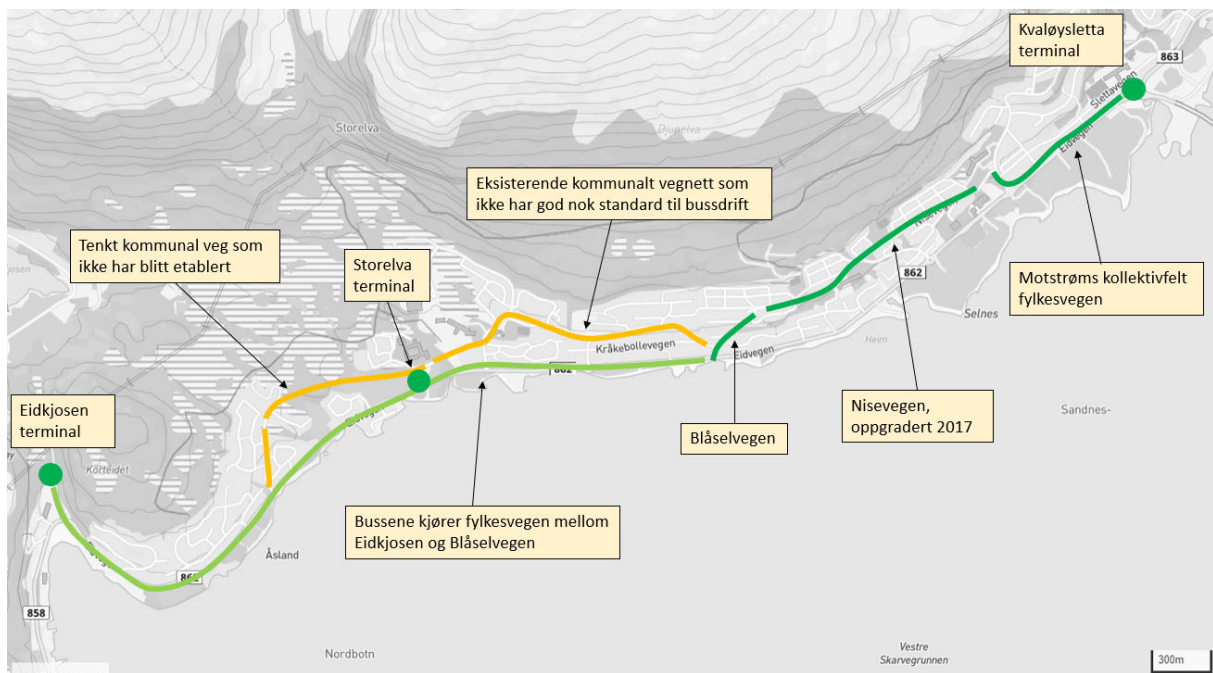 Kvaløysletta
terminal
863
Slettavegen
Eidvegen
Storelva
Djupelva
Eksisterende kommunalt vegnett som
ikke har god nok standard til bussdrift
Tenkt kommunal veg som
ikke har blitt etablert
Storelva
terminal
Nisevegen
862
Motstrøms kollektivfelt
fylkesvegen
Selnes
Heim
Kråkebollevegen
Eidvegen
862
Eidkjosen
terminal
Eidvegen
Blåselvegen
Nisevegen,
oppgradert 2017
Sandnes-
Korteidet
Bussene kjører fylkesvegen mellom
Eidkjosen og Blåselvegen
Åsland
862
858
Nordbotn
Vestre
Skarvegrunnen
300m